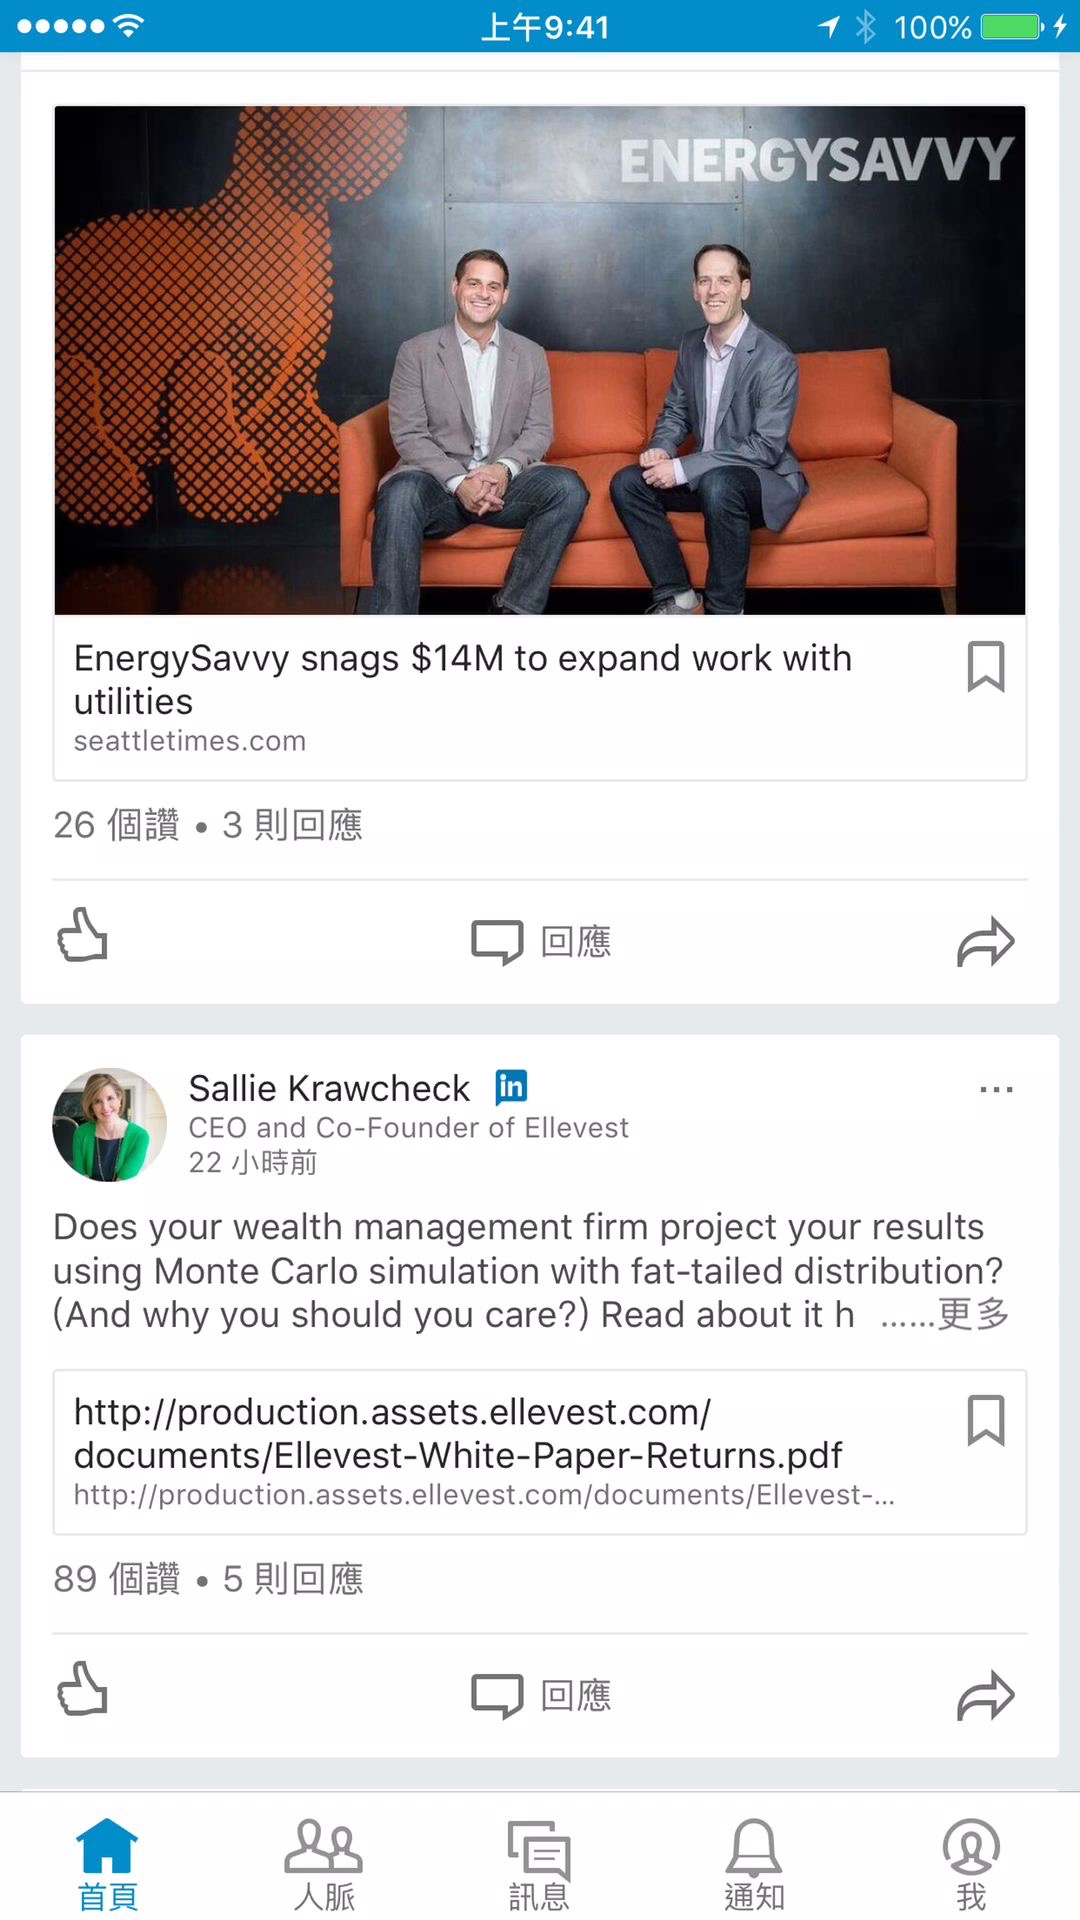 上午9:41
100%
ENERGYSAVVY
EnergySavvy snags $14M to expand work with
utilities
seattletimes.com
26 個讚 • 3 則回應
回應
Sallie Krawcheck in
CEO and Co-Founder of Ellevest
22 小時前
Does your wealth management firm project your results
using Monte Carlo simulation with fat-tailed distribution?
(And why you should you care?) Read about it h ……更多
http://production.assets.ellevest.com/
documents/Ellevest-White-Paper-Returns.pdf
http://production.assets.ellevest.com/documents/Ellevest-...
89 個讚 • 5 則回應
回應
首頁 人脈 訊息 通知 我